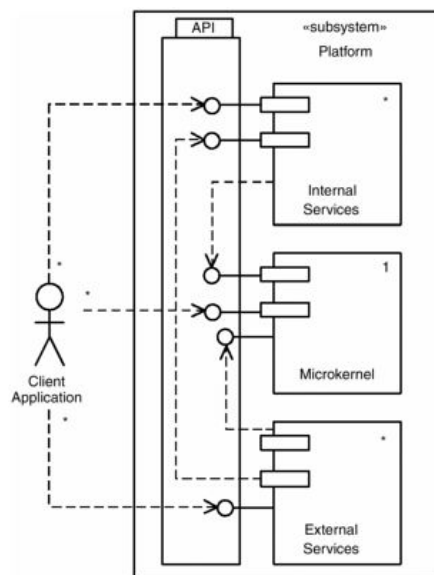 API
«subsystem»
Platform
*
Internal
Services
1
Microkernel
*
*
Client
Application
*
*
External
Services